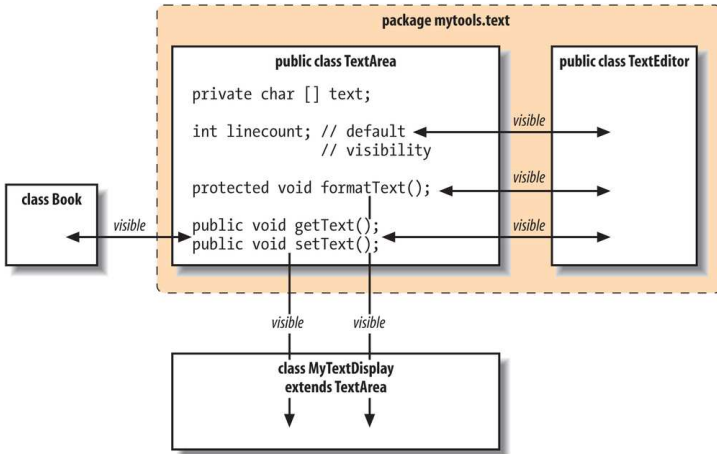 package mytools.text
public class TextArea
private char [] text;
int linecount; // default
// visibility
protected void formatText();
public void getText();
public void setText();
public class TextEditor
visible
visible
visible
class Book
visible
visible
visible
class MyTextDisplay
extends TextArea